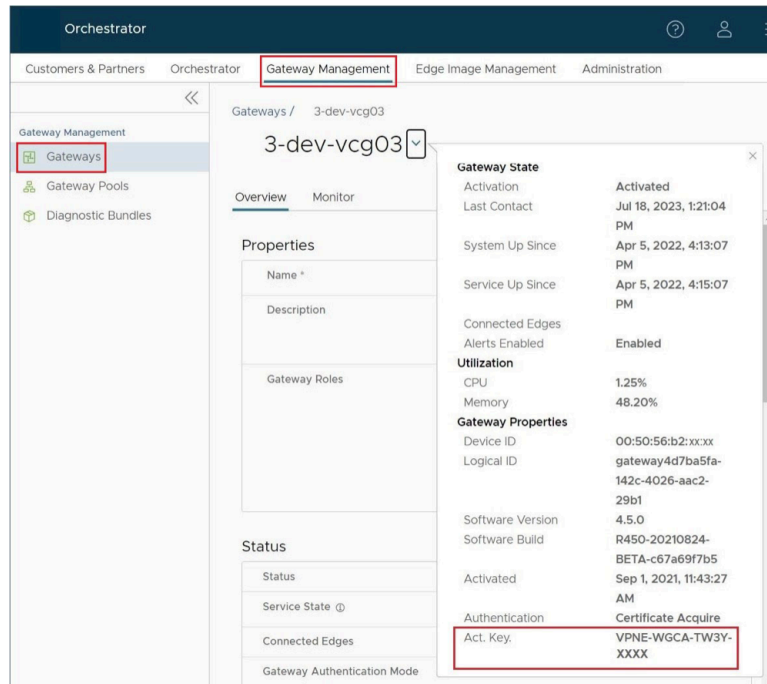 Orchestrator
Customers & Partners Orchestrator Gateway Management Edge Image Management Administration
Gateway Management
Gateways
Gateway Pools
Diagnostic Bundles
Gateways / 3-dev-vcg03
3-dev-vcg03
Overview Monitor
Properties
Name *
Description
Gateway Roles
Status
Status
Service State
Connected Edges
Gateway Authentication Mode
Gateway State
Activation Activated
Last Contact Jul 18, 2023, 1:21:04
PM
System Up Since Apr 5, 2022, 4:13:07
PM
Service Up Since Apr 5, 2022, 4:15:07
PM
Connected Edges
Alerts Enabled Enabled
Utilization
CPU 1.25%
Memory 48.20%
Gateway Properties
Device ID 00:50:56:b2:xx:xx
Logical ID gateway4d7ba5fa-
142c-4026-aac2-
29b1
Software Version 4.5.0
Software Build R450-20210824-
BETA-c67a69f7b5
Activated Sep 1, 2021, 11:43:27
AM
Authentication Certificate Acquire
Act. Key. VPNE-WGCA-TW3Y-
XXXX